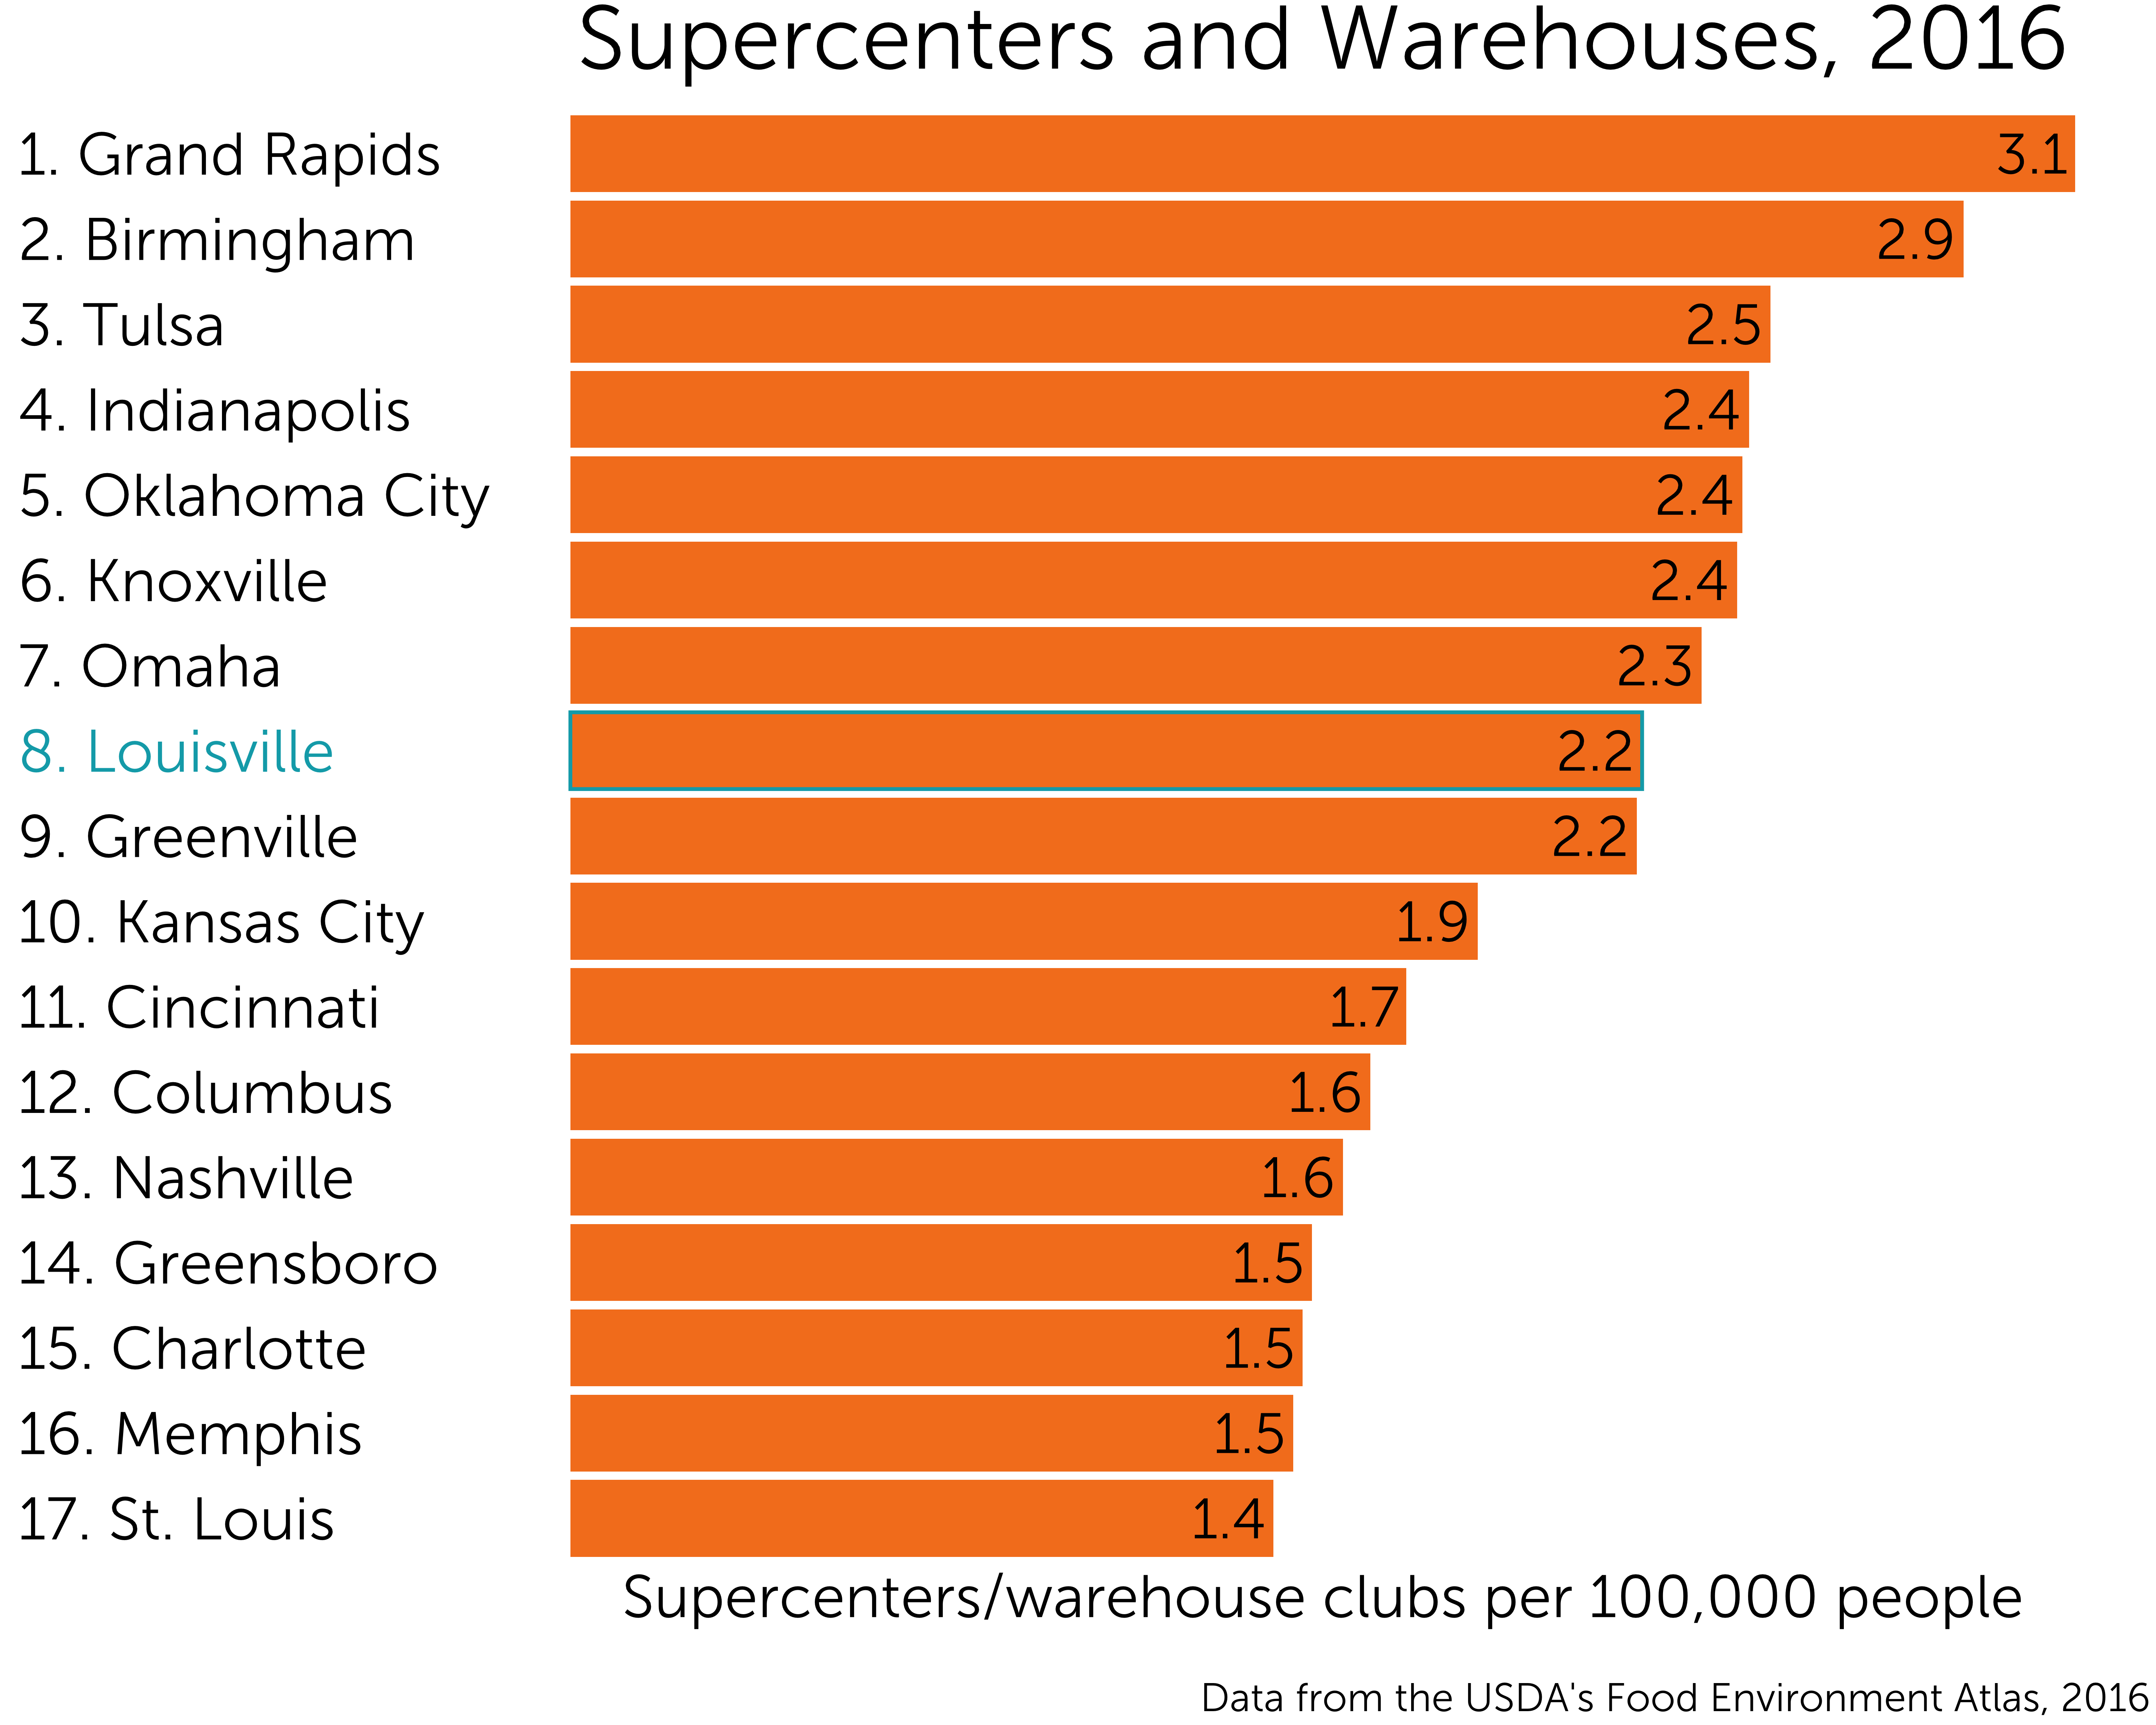 Supercenters and Warehouses, 2016
1. Grand Rapids 3.1
2. Birmingham 2.9
3. Tulsa 2.5
4. Indianapolis 2.4
5. Oklahoma City 2.4
6. Knoxville 2.4
7. Omaha 2.3
8. Louisville 2.2
9. Greenville 2.2
10. Kansas City 1.9
11. Cincinnati 1.7
12. Columbus 1.6
13. Nashville 1.6
14. Greensboro 1.5
15. Charlotte 1.5
16. Memphis 1.5
17. St. Louis 1.4
Supercenters/warehouse clubs per 100,000 people
Data from the USDA's Food Environment Atlas, 2016